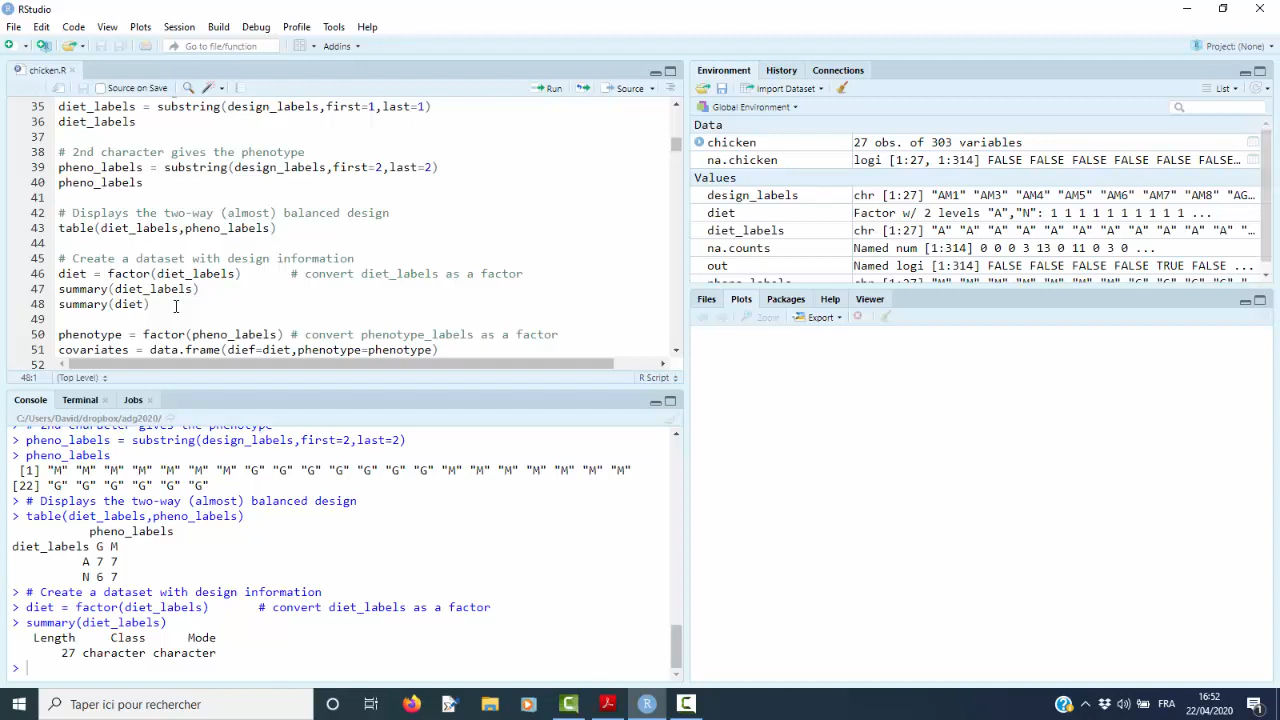 RStudio
File Edit Code View Plots Session Build Debug Profile Tools Help
Go to file/function Addins Project: (None)
chicken.R
Source on Save Run Source
35 diet_labels = substring(design_labels,first=1,last=1)
36 diet_labels
37
38 # 2nd character gives the phenotype
39 pheno_labels = substring(design_labels,first=2,last=2)
40 pheno_labels
41
42 # Displays the two-way (almost) balanced design
43 table(diet_labels,pheno_labels)
44
45 # Create a dataset with design information
46 diet = factor(diet_labels) # convert diet_labels as a factor
47 summary(diet_labels)
48 summary(diet)
49
50 phenotype = factor(pheno_labels) # convert phenotype_labels as a factor
51 covariates = data.frame(dief=diet,phenotype=phenotype)
52
48:1 (Top Level) R Script
Console Terminal Jobs
C:/Users/David/dropbox/adg2020/
> # 2nd character gives the phenotype
> pheno_labels = substring(design_labels,first=2,last=2)
> pheno_labels
[1] "M" "M" "M" "M" "M" "M" "M" "G" "G" "G" "G" "G" "G" "G" "M" "M" "M" "M" "M" "M" "M"
[22] "G" "G" "G" "G" "G" "G"
> # Displays the two-way (almost) balanced design
> table(diet_labels,pheno_labels)
pheno_labels
diet_labels G M
A 7 7
N 6 7
> # Create a dataset with design information
> diet = factor(diet_labels) # convert diet_labels as a factor
> summary(diet_labels)
Length Class Mode
27 character character
>
Environment History Connections
Import Dataset List
Global Environment
Data
chicken 27 obs. of 303 variables
na.chicken logi [1:27, 1:314] FALSE FALSE FALSE FALSE FALSE FALSE…
Values
design_labels chr [1:27] "AM1" "AM3" "AM4" "AM5" "AM6" "AM7" "AM8" "AG…
diet Factor w/ 2 levels "A","N": 1 1 1 1 1 1 1 1 1 1 ...
diet_labels chr [1:27] "A" "A" "A" "A" "A" "A" "A" "A" "A" "A" "A" …
na.counts Named num [1:314] 0 0 0 3 13 0 11 0 3 0 ...
out Named logi [1:314] FALSE FALSE FALSE FALSE TRUE FALSE ...
Files Plots Packages Help Viewer
Zoom Export
Taper ici pour rechercher
FRA
16:52
22/04/2020